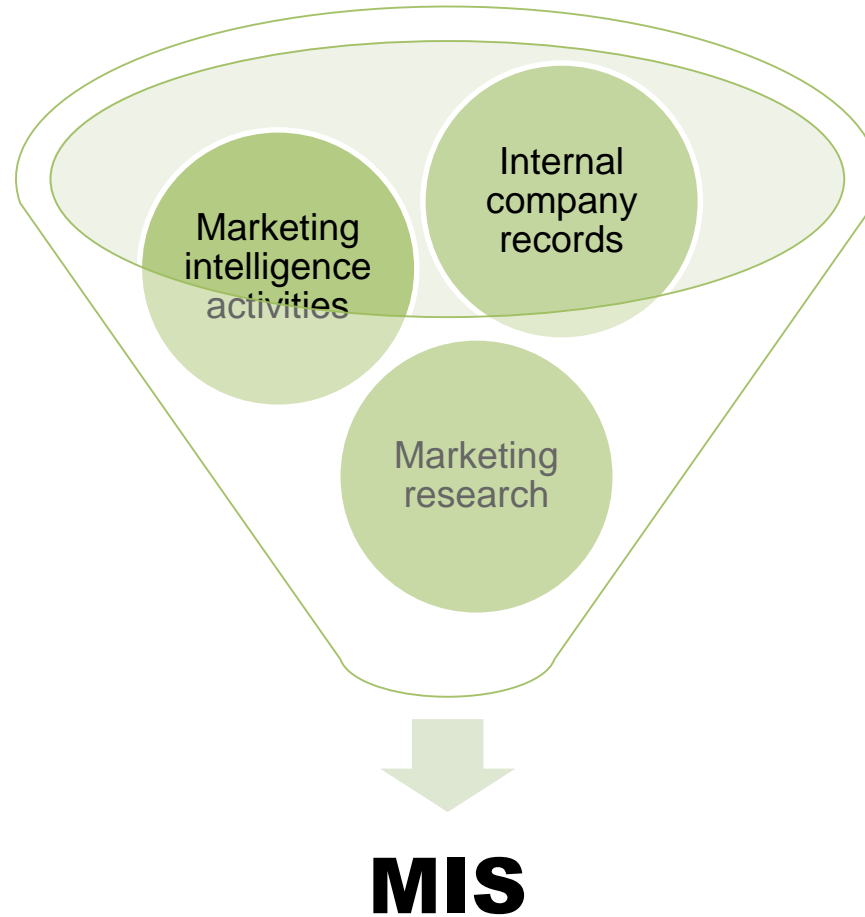 Internal
company
records
Marketing
intelligence
activities
Marketing
research
MIS